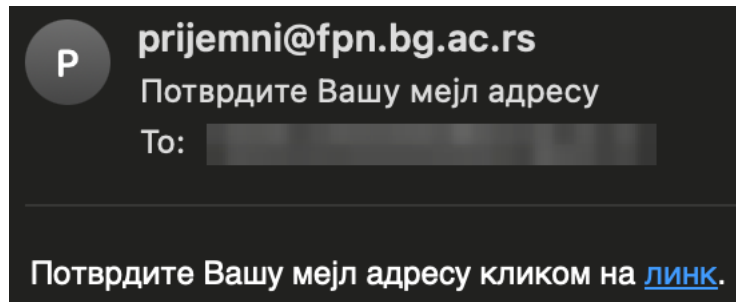 P
prijemni@fpn.bg.ac.rs
Потврдите Вашу мејл адресу
To:
Потврдите Вашу мејл адресу кликом на линк.